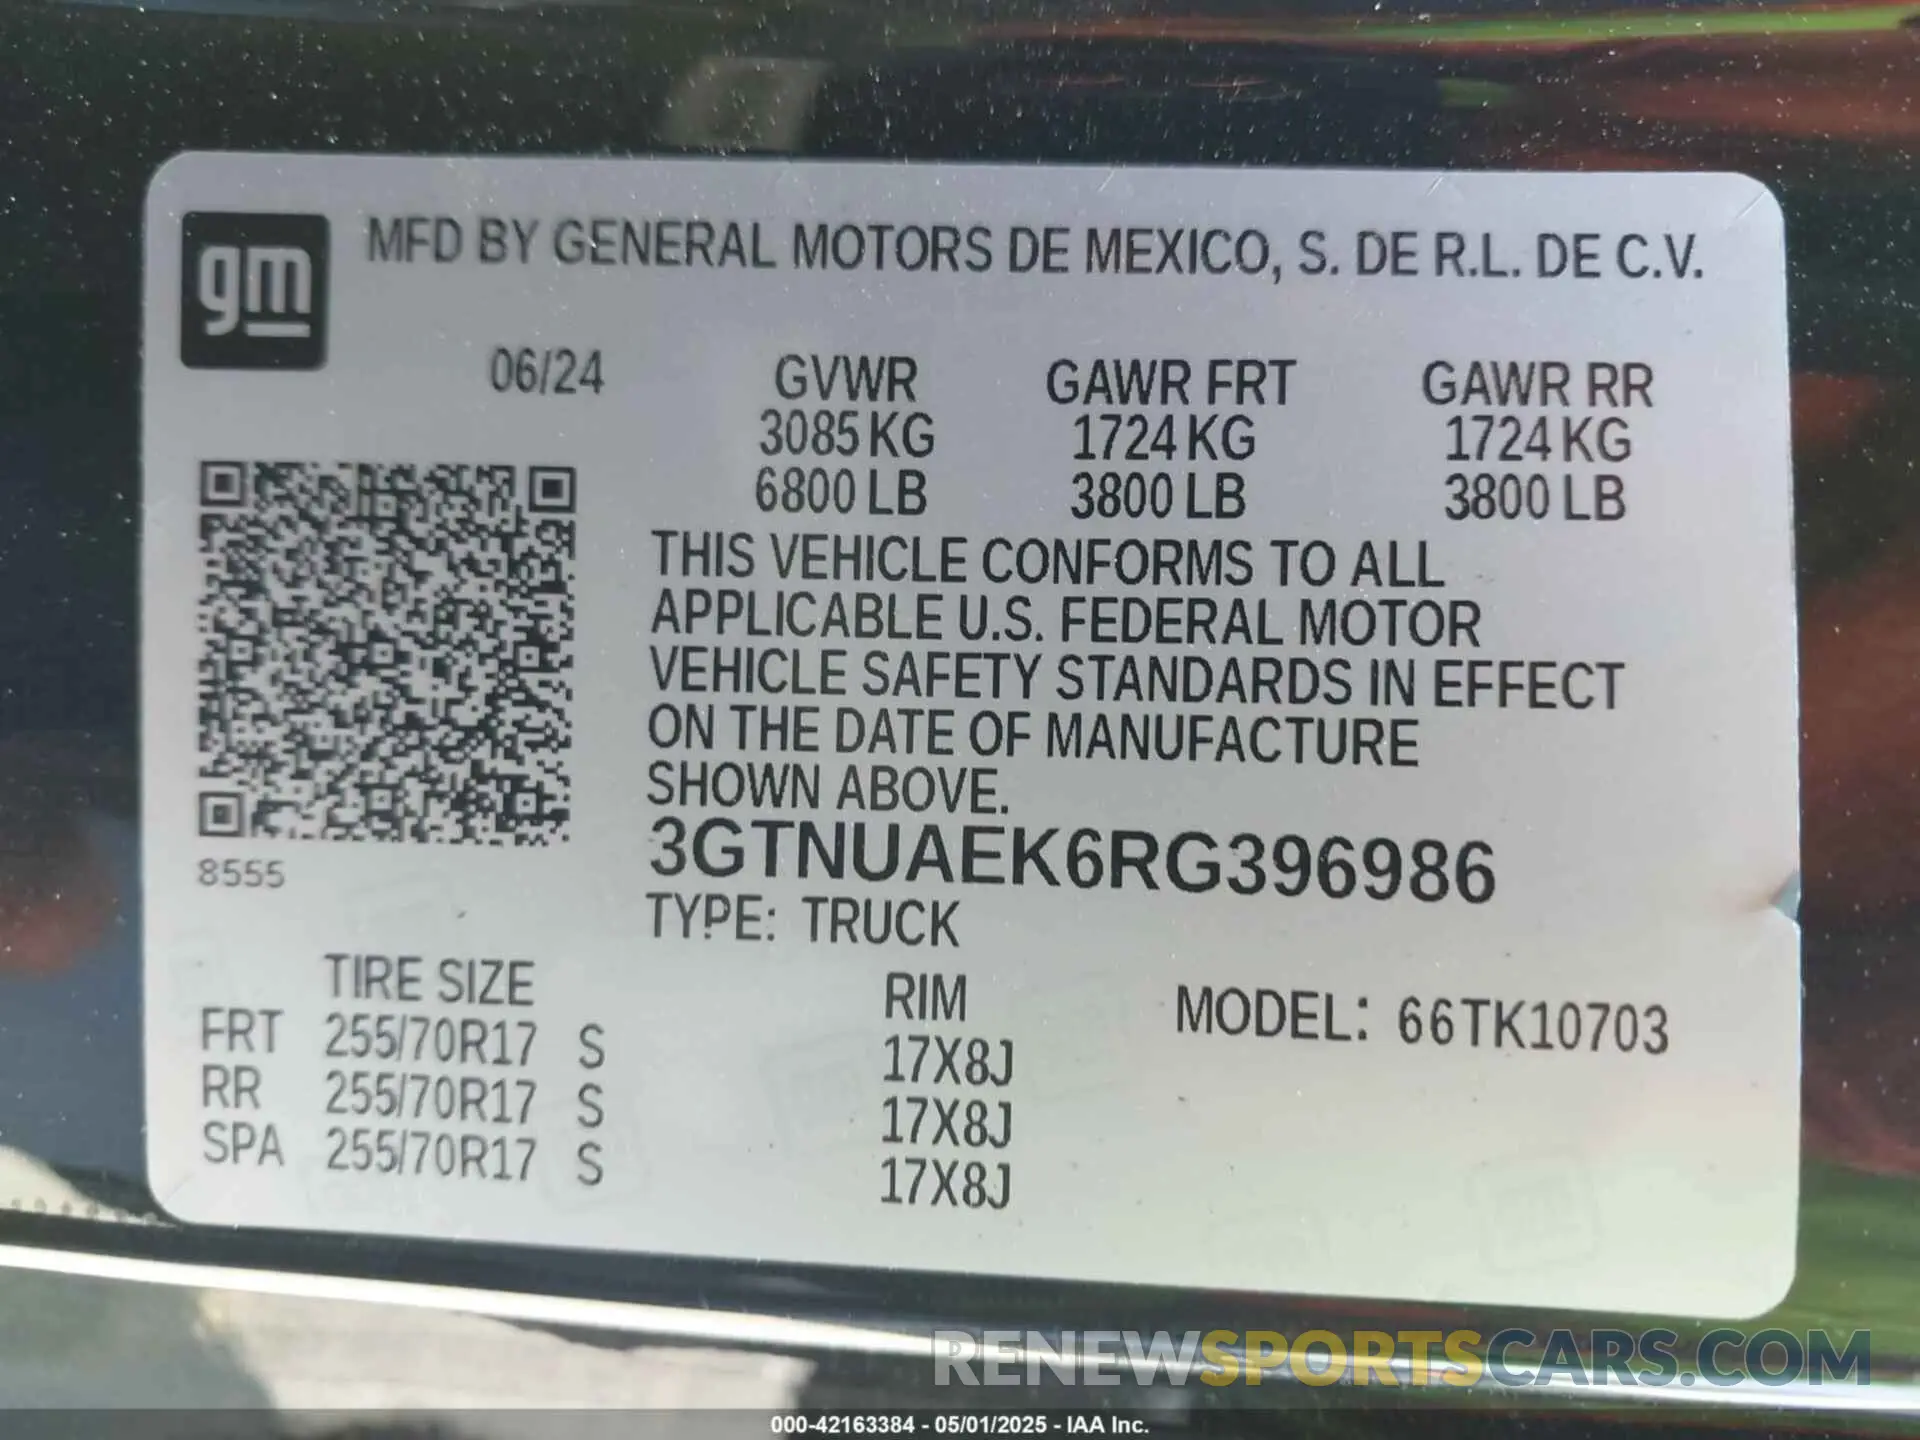 gm
MFD BY GENERAL MOTORS DE MEXICO, S. DE R.L. DE C.V.
06/24 GVWR GAWR FRT GAWR RR
3085 KG 1724 KG 1724 KG
6800 LB 3800 LB 3800 LB
THIS VEHICLE CONFORMS TO ALL
APPLICABLE U.S. FEDERAL MOTOR
VEHICLE SAFETY STANDARDS IN EFFECT
ON THE DATE OF MANUFACTURE
SHOWN ABOVE.
3GTNUAEK6RG396986
8555
TYPE: TRUCK
TIRE SIZE RIM MODEL: 66TK10703
FRT 255/70R17 S 17X8J
RR 255/70R17 S 17X8J
SPA 255/70R17 S 17X8J
RENEWSPORTSCARS.COM
000-42163384 - 05/01/2025 - IAA Inc.